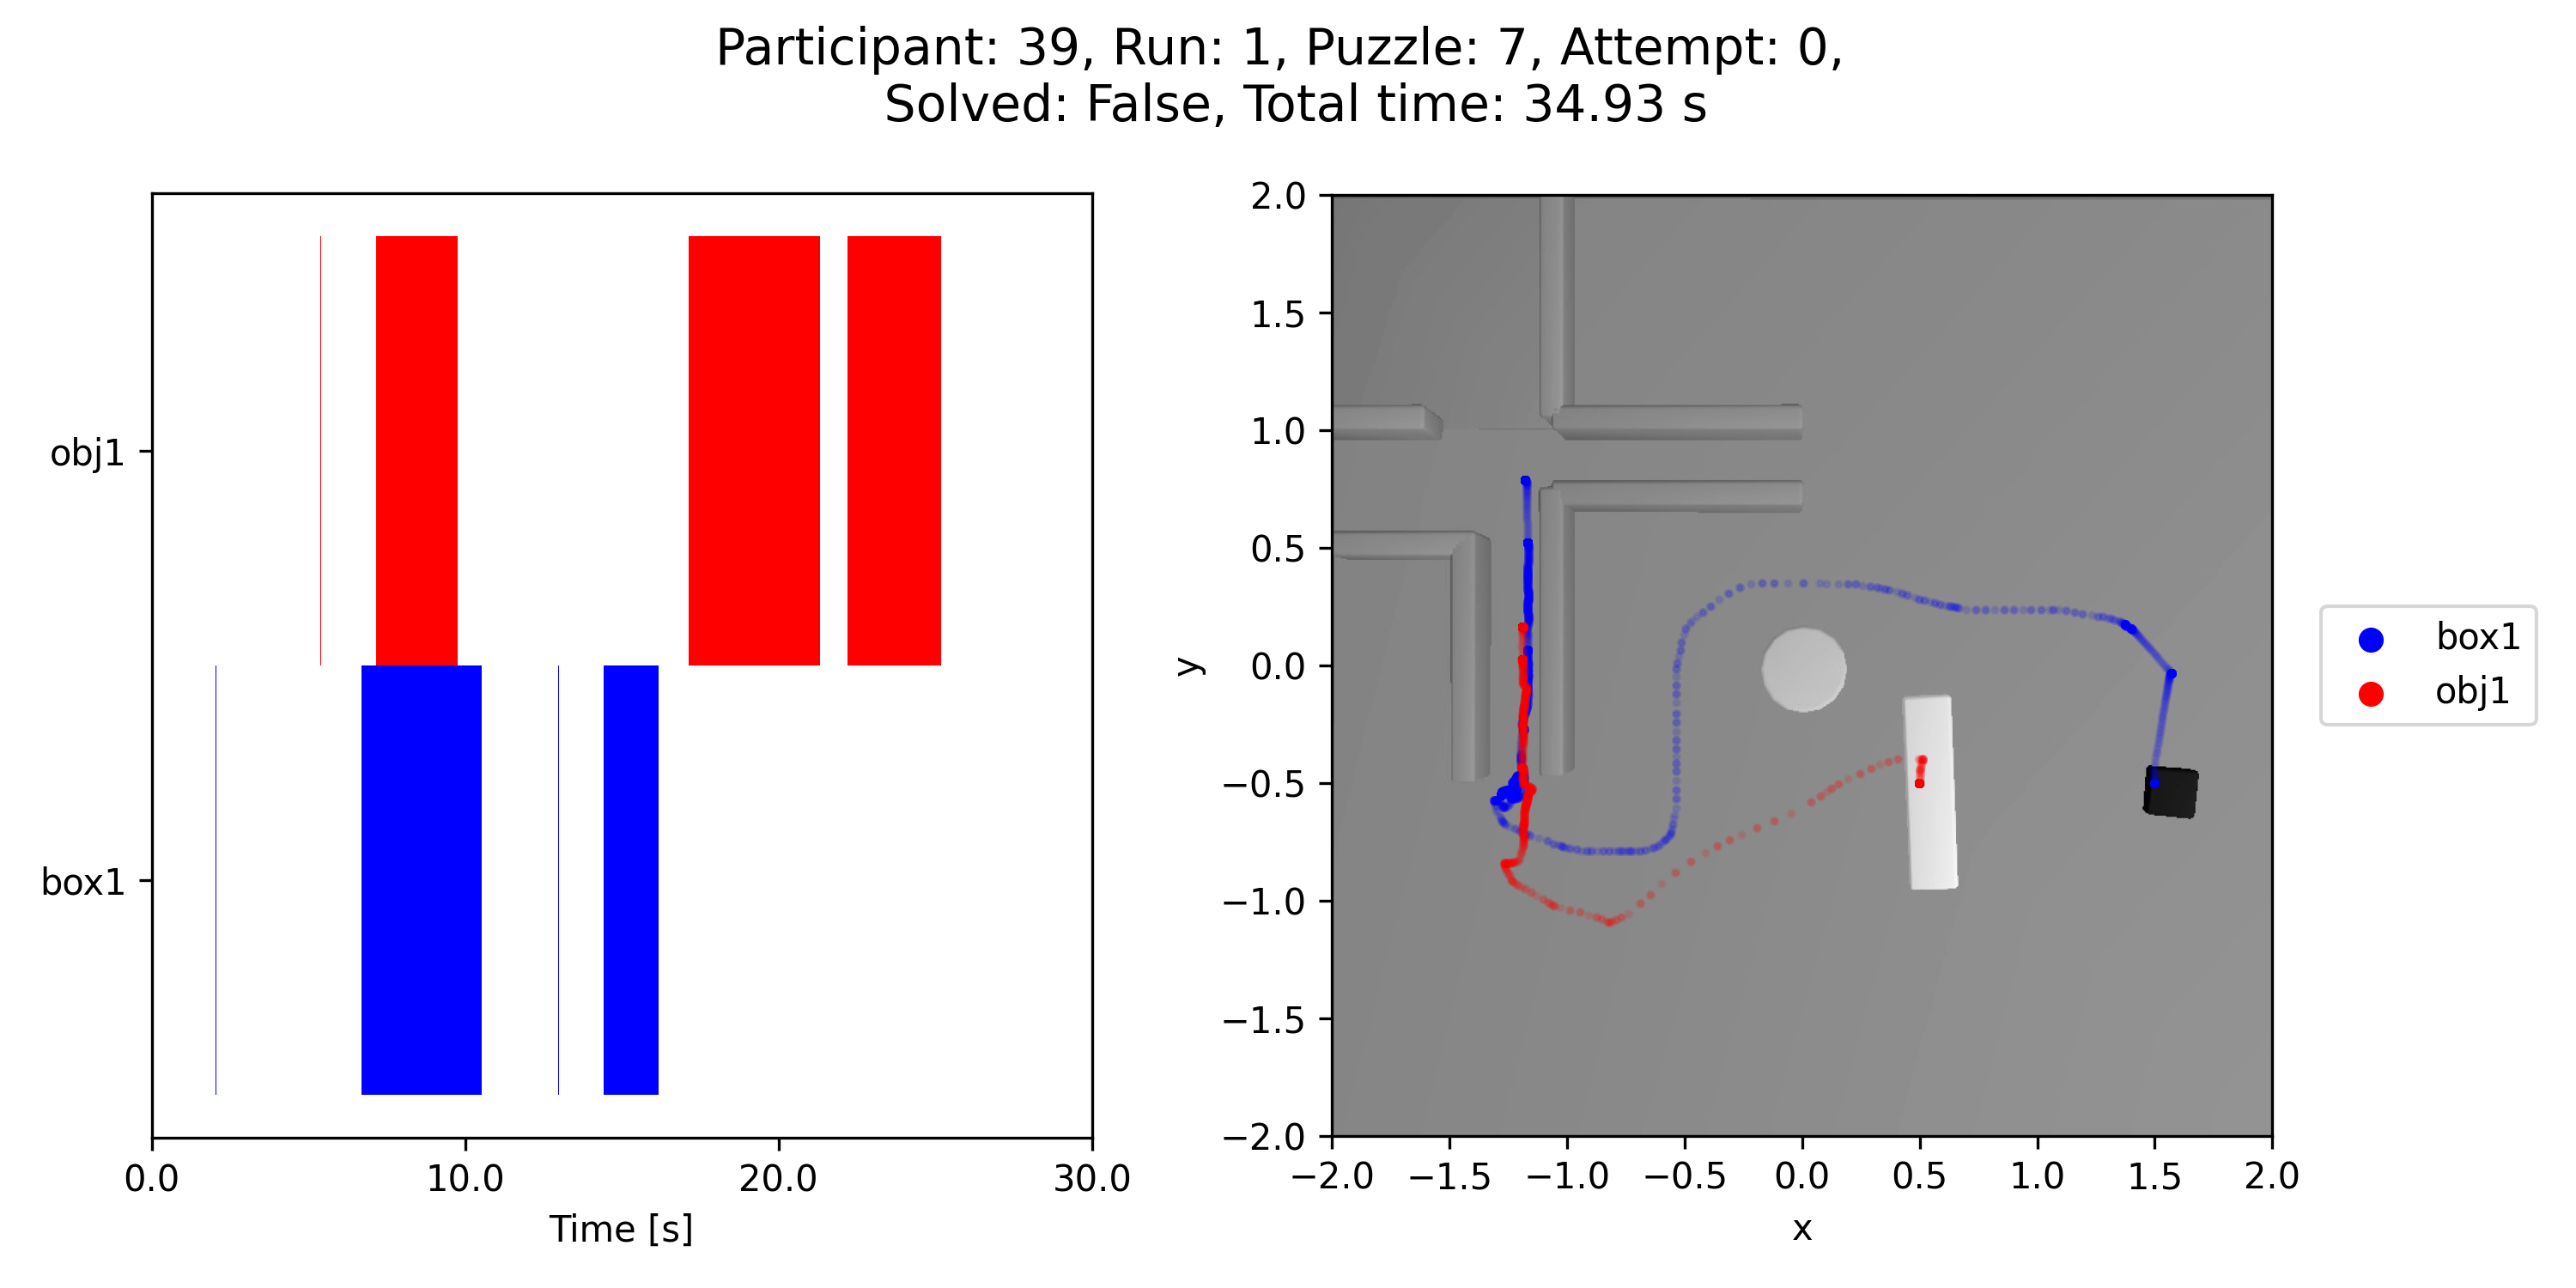 Participant: 39, Run: 1, Puzzle: 7, Attempt: 0,
Solved: False, Total time: 34.93 s
obj1
box1
0.0 10.0 20.0 30.0
Time [s]
2.0
1.5
1.0
0.5
0.0
−0.5
−1.0
−1.5
−2.0
y
−2.0 −1.5 −1.0 −0.5 0.0 0.5 1.0 1.5 2.0
x
box1
obj1